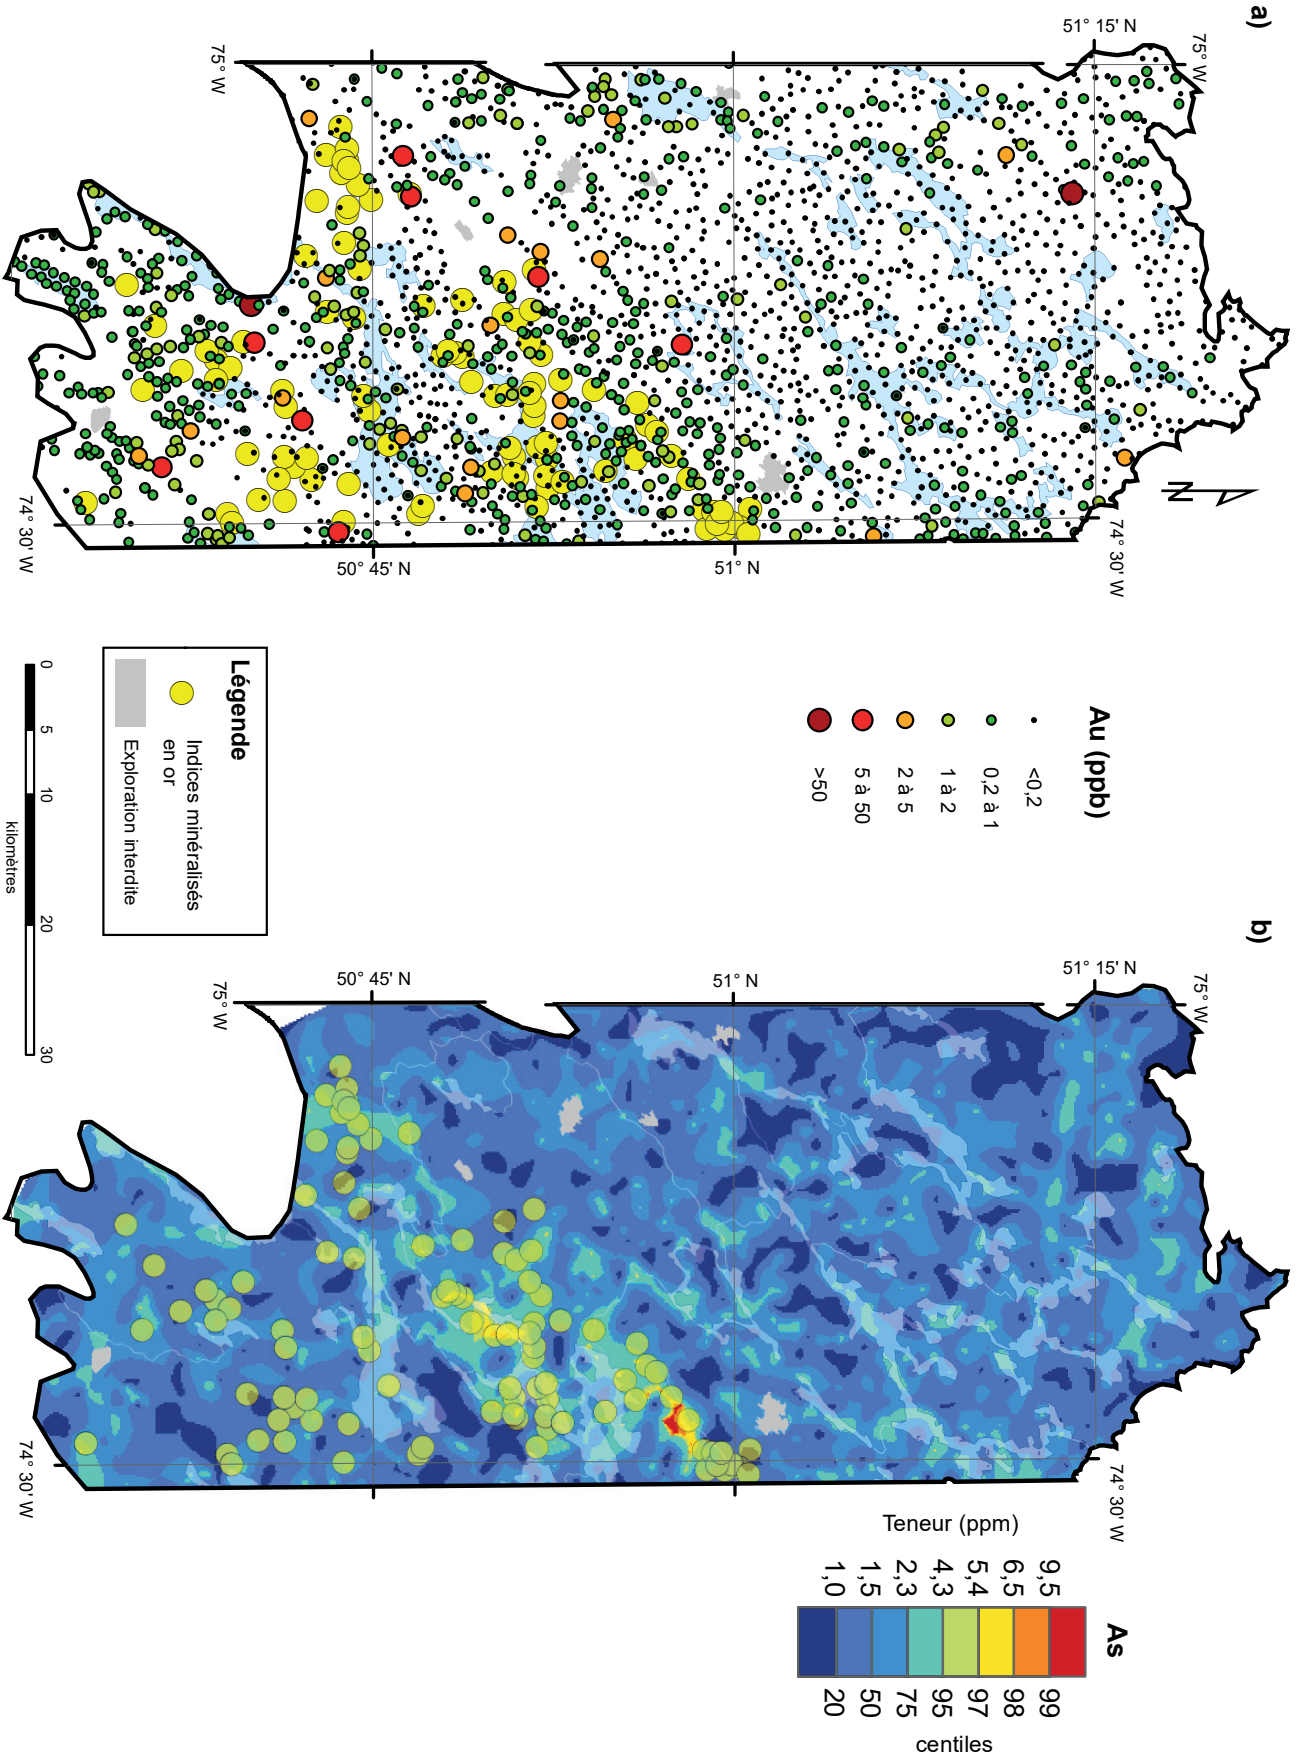 a)
75° W
51° 15' N
51° N
50° 45' N
75° W
74° 30' W
74° 30' W
N
Au (ppb)
<0,2
0,2 à 1
1 à 2
2 à 5
5 à 50
>50
Légende
Indices minéralisés
en or
Exploration interdite
0 5 10 20 30
kilomètres
b)
75° W
51° 15' N
51° N
50° 45' N
75° W
74° 30' W
74° 30' W
As
Teneur (ppm)
9,5
6,5
5,4
4,3
2,3
1,5
1,0
99
98
97
95
75
50
20
centiles